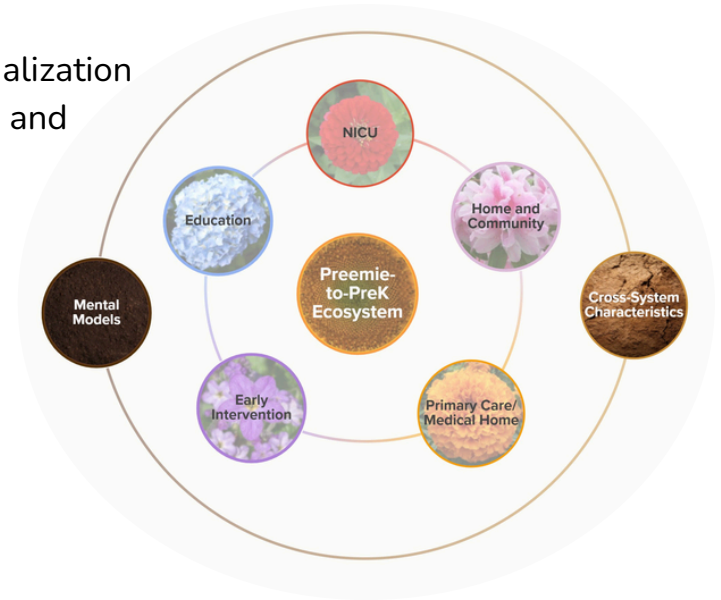 alization
and
NICU
Education
Home and
Community
Preemie-
to-PreK
Ecosystem
Mental
Models
Cross-System
Characteristics
Early
Intervention
Primary Care/
Medical Home